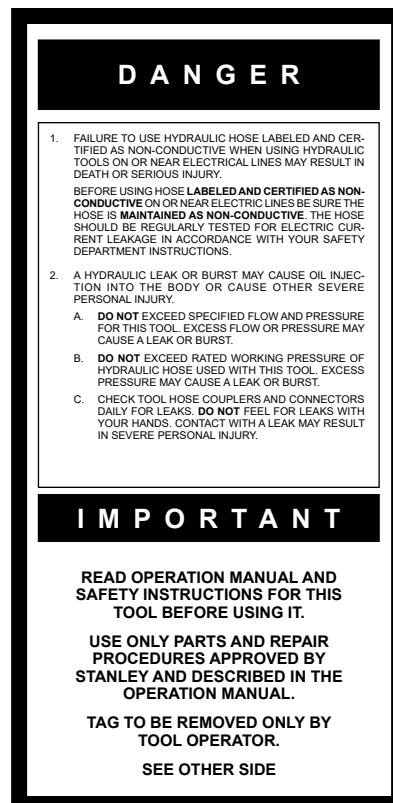 DANGER
1. FAILURE TO USE HYDRAULIC HOSE LABELED AND CER-
TIFIED AS NON-CONDUCTIVE WHEN USING HYDRAULIC
TOOLS ON OR NEAR ELECTRICAL LINES MAY RESULT IN
DEATH OR SERIOUS INJURY.
BEFORE USING HOSE LABELED AND CERTIFIED AS NON-
CONDUCTIVE ON OR NEAR ELECTRIC LINES BE SURE THE
HOSE IS MAINTAINED AS NON-CONDUCTIVE. THE HOSE
SHOULD BE REGULARLY TESTED FOR ELECTRIC CUR-
RENT LEAKAGE IN ACCORDANCE WITH YOUR SAFETY
DEPARTMENT INSTRUCTIONS.
2. A HYDRAULIC LEAK OR BURST MAY CAUSE OIL INJEC-
TION INTO THE BODY OR CAUSE OTHER SEVERE
PERSONAL INJURY.
A. DO NOT EXCEED SPECIFIED FLOW AND PRESSURE
FOR THIS TOOL. EXCESS FLOW OR PRESSURE MAY
CAUSE A LEAK OR BURST.
B. DO NOT EXCEED RATED WORKING PRESSURE OF
HYDRAULIC HOSE USED WITH THIS TOOL. EXCESS
PRESSURE MAY CAUSE A LEAK OR BURST.
C. CHECK TOOL HOSE COUPLERS AND CONNECTORS
DAILY FOR LEAKS. DO NOT FEEL FOR LEAKS WITH
YOUR HANDS. CONTACT WITH A LEAK MAY RESULT
IN SEVERE PERSONAL INJURY.
IMPORTANT
READ OPERATION MANUAL AND
SAFETY INSTRUCTIONS FOR THIS
TOOL BEFORE USING IT.
USE ONLY PARTS AND REPAIR
PROCEDURES APPROVED BY
STANLEY AND DESCRIBED IN THE
OPERATION MANUAL.
TAG TO BE REMOVED ONLY BY
TOOL OPERATOR.
SEE OTHER SIDE